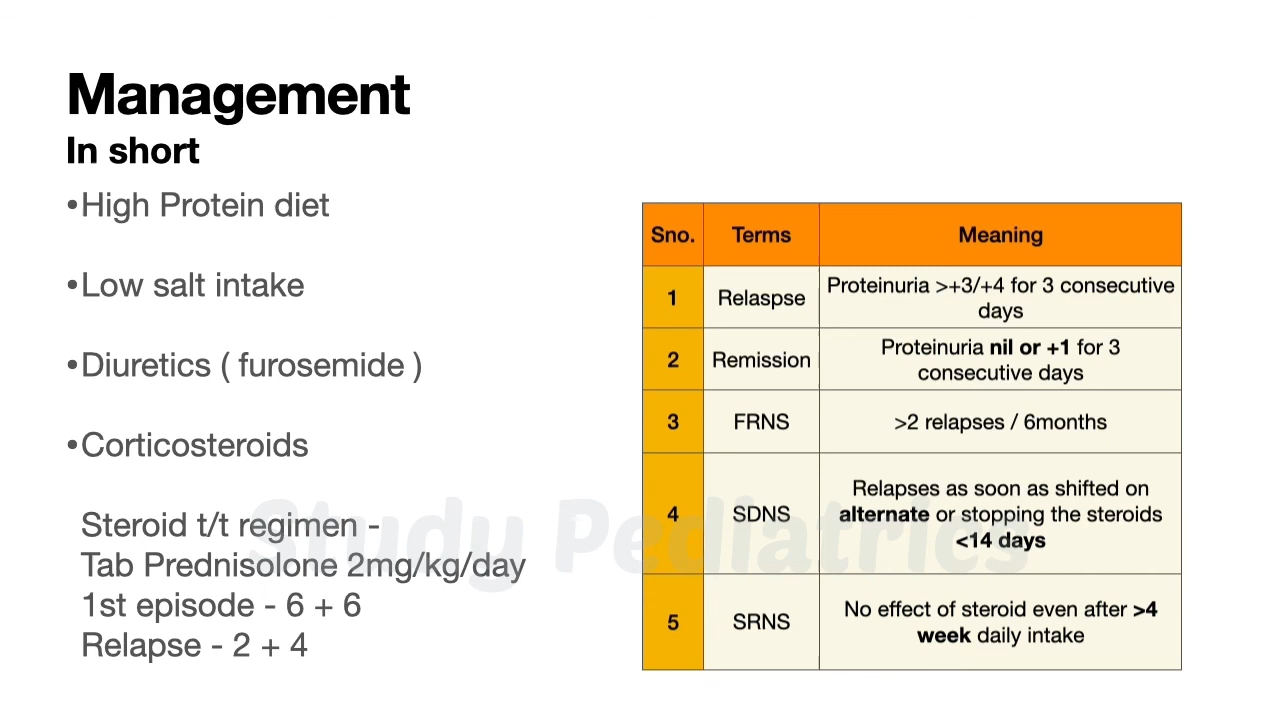 Management
In short
•High Protein diet
•Low salt intake
•Diuretics ( furosemide )
•Corticosteroids
Steroid t/t regimen -
Tab Prednisolone 2mg/kg/day
1st episode - 6 + 6
Relapse - 2 + 4
Sno. Terms Meaning
1 Relaspse Proteinuria >+3/+4 for 3 consecutive
days
2 Remission Proteinuria nil or +1 for 3
consecutive days
3 FRNS >2 relapses / 6months
4 SDNS Relapses as soon as shifted on
alternate or stopping the steroids
<14 days
5 SRNS No effect of steroid even after >4
week daily intake
Study Pediatrics